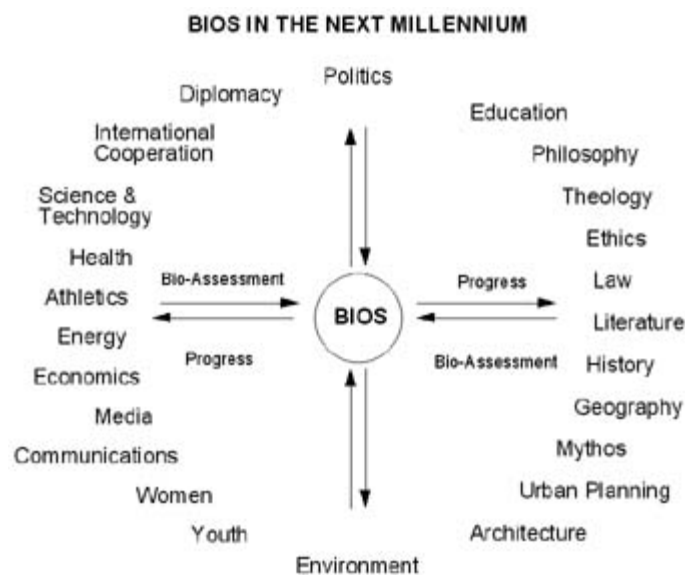 BIOS IN THE NEXT MILLENNIUM
Politics
Diplomacy
Education
International
Cooperation
Philosophy
Science &
Technology
Theology
Ethics
Health
Bio-Assessment
Progress
Law
Athletics
BIOS
Literature
Energy
Progress
Bio-Assessment
History
Economics
Geography
Media
Mythos
Communications
Urban Planning
Women
Youth
Architecture
Environment